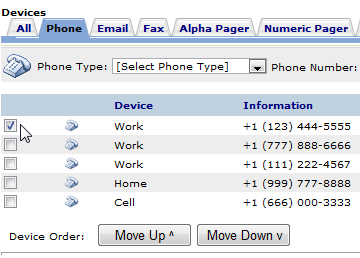 Devices
All Phone Email Fax Alpha Pager Numeric Pager
Phone Type: [Select Phone Type] Phone Number:
Device Information
Work +1 (123) 444-5555
Work +1 (777) 888-6666
Work +1 (111) 222-4567
Home +1 (999) 777-8888
Cell +1 (666) 000-3333
Device Order: Move Up ^ Move Down v